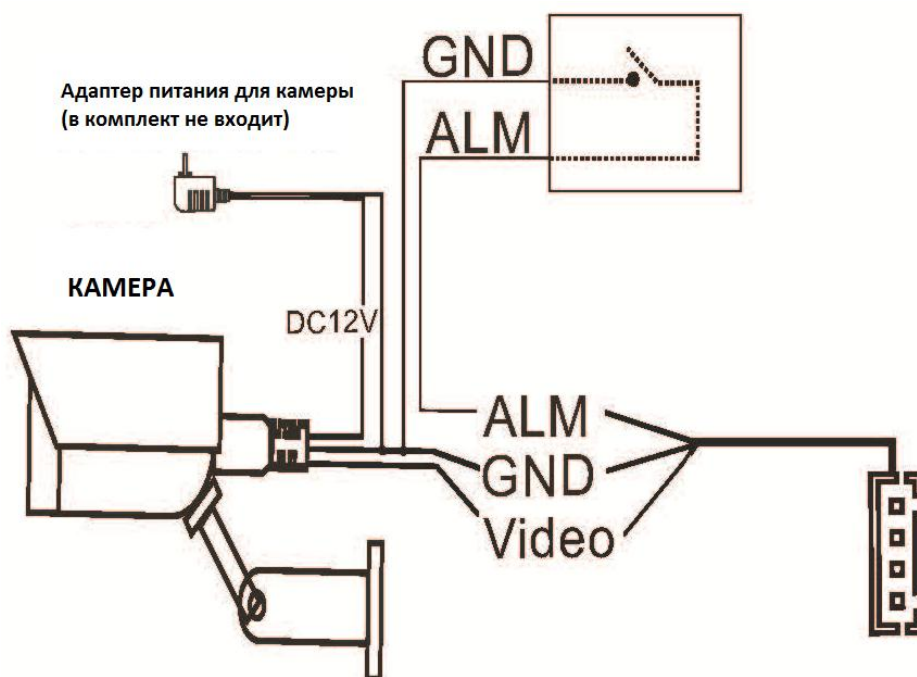 GND
Адаптер питания для камеры
(в комплект не входит)
ALM
КАМЕРА
DC12V
ALM
GND
Video